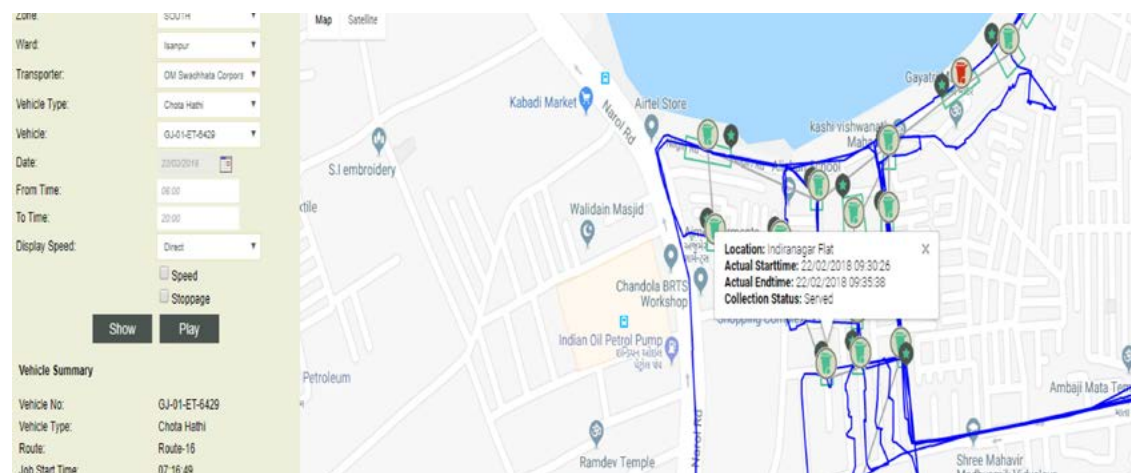 Zone:
SOUTH
Ward:
Isanpur
Transporter:
OM Swachhata Corpors
Vehicle Type:
Chota Hathi
Vehicle:
GJ-01-ET-6429
Date:
22/02/2018
From Time:
06:00
To Time:
20:00
Display Speed:
Direct
Speed
Stoppage
Show
Play
Vehicle Summary
Vehicle No:
GJ-01-ET-6429
Vehicle Type:
Chota Hathi
Route:
Route-16
Job Start Time:
07:16:49
Map
Satellite
Kabadi Market
Airtel Store
Narol Rd
S.I embroidery
Walidain Masjid
Chandola BRTS
Workshop
Indian Oil Petrol Pump
Petroleum
Ramdev Temple
Narol Rd
kashi vishwanath
Location: Indiranagar Flat
X
Actual Starttime: 22/02/2018 09:30:26
Actual Endtime: 22/02/2018 09:35:38
Collection Status: Served
Ambaji Mata Tem
Shree Mahavir